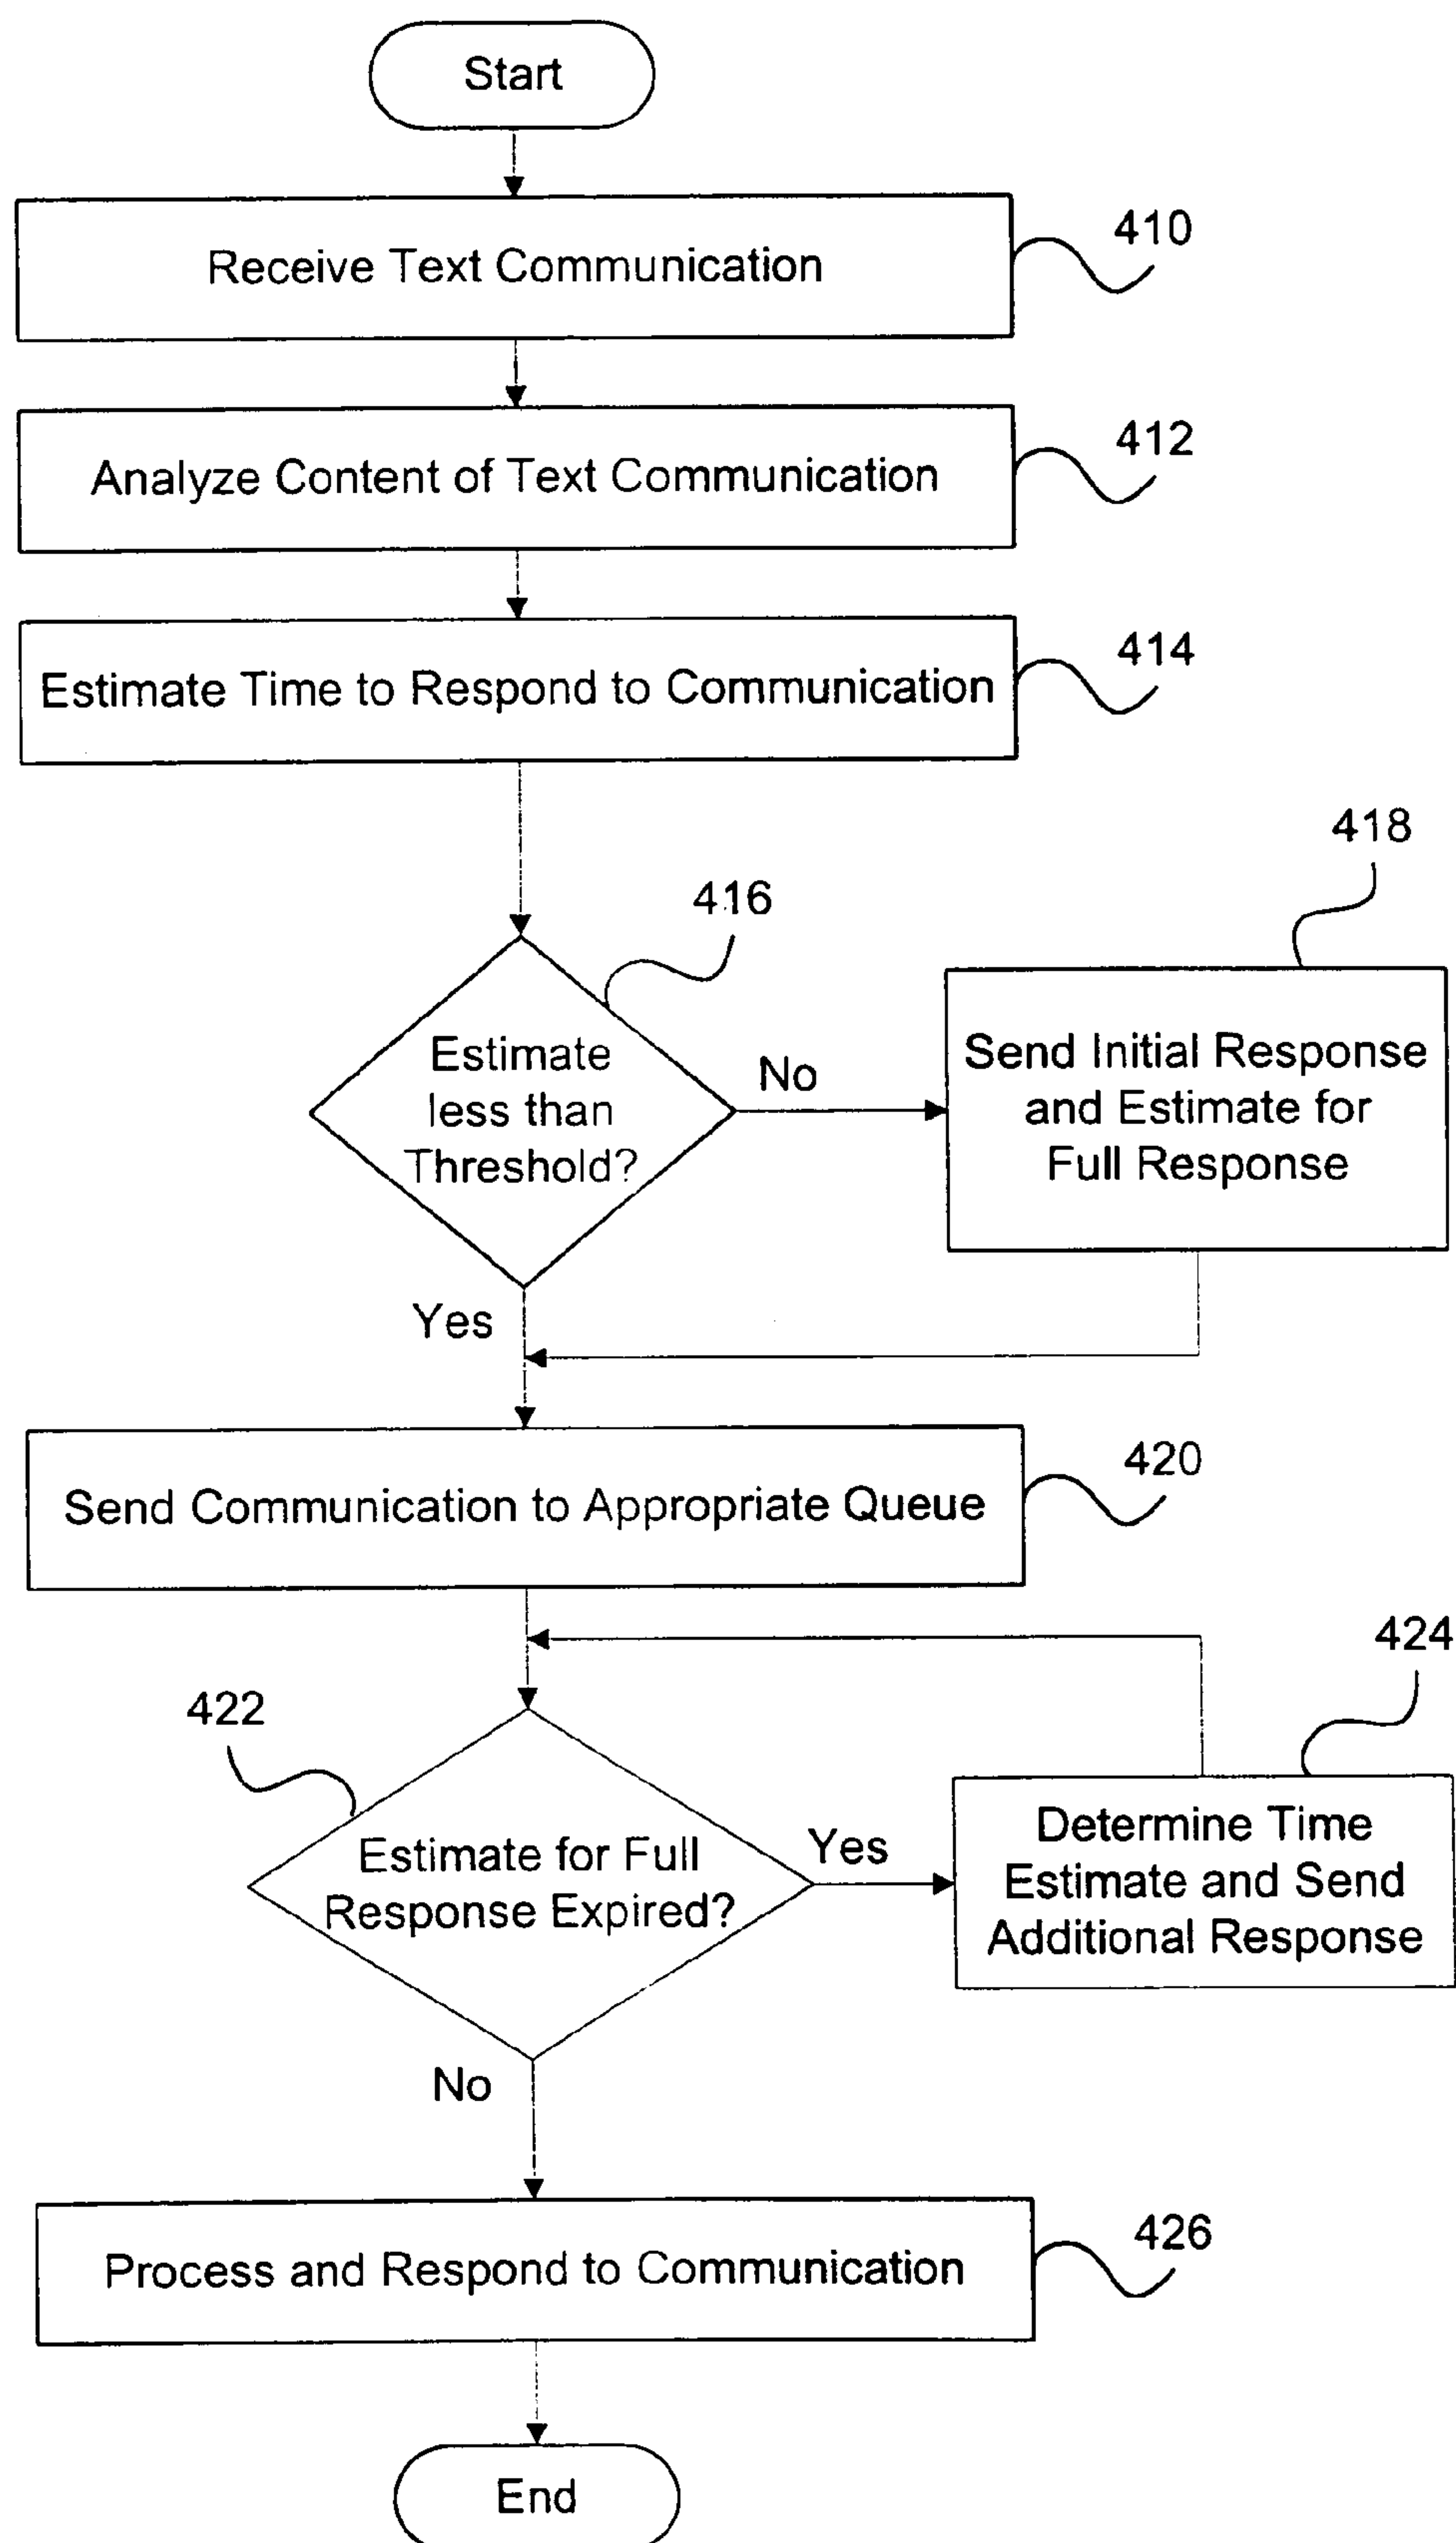 Start
Receive Text Communication
410
Analyze Content of Text Communication
412
Estimate Time to Respond to Communication
414
416
418
Estimate
less than
Threshold?
No
Send Initial Response
and Estimate for
Full Response
Yes
Send Communication to Appropriate Queue
420
422
424
Estimate for Full
Response Expired?
Yes
Determine Time
Estimate and Send
Additional Response
No
Process and Respond to Communication
426
End